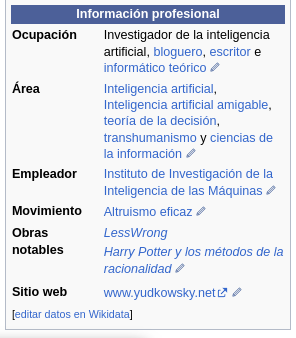 Información profesional
Ocupación Investigador de la inteligencia
artificial, bloguero, escritor e
informático teórico
Área Inteligencia artificial,
Inteligencia artificial amigable,
teoría de la decisión,
transhumanismo y ciencias de
la información
Empleador Instituto de Investigación de la
Inteligencia de las Máquinas
Movimiento Altruismo eficaz
Obras LessWrong
notables Harry Potter y los métodos de la
racionalidad
Sitio web www.yudkowsky.net
[editar datos en Wikidata]